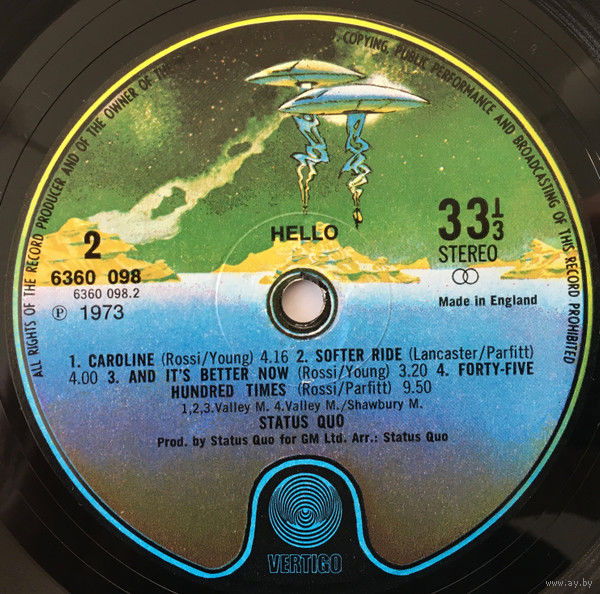 ALL RIGHTS OF THE RECORD PRODUCER AND OF THE OWNER OF
COPYING, PUBLIC PERFORMANCE AND BROADCASTING OF THIS RECORD PROHIBITED
HELLO
2
6360 098
6360 098.2
℗ 1973
33⅓
STEREO
Made in England
1. CAROLINE (Rossi/Young) 4.16 2. SOFTER RIDE (Lancaster/Parfitt)
4.00 3. AND IT'S BETTER NOW (Rossi/Young) 3.20 4. FORTY-FIVE
HUNDRED TIMES (Rossi/Parfitt) 9.50
1,2,3.Valley M. 4.Valley M./Shawbury M.
STATUS QUO
Prod. by Status Quo for GM Ltd. Arr.: Status Quo
VERTIGO
www.ay.by